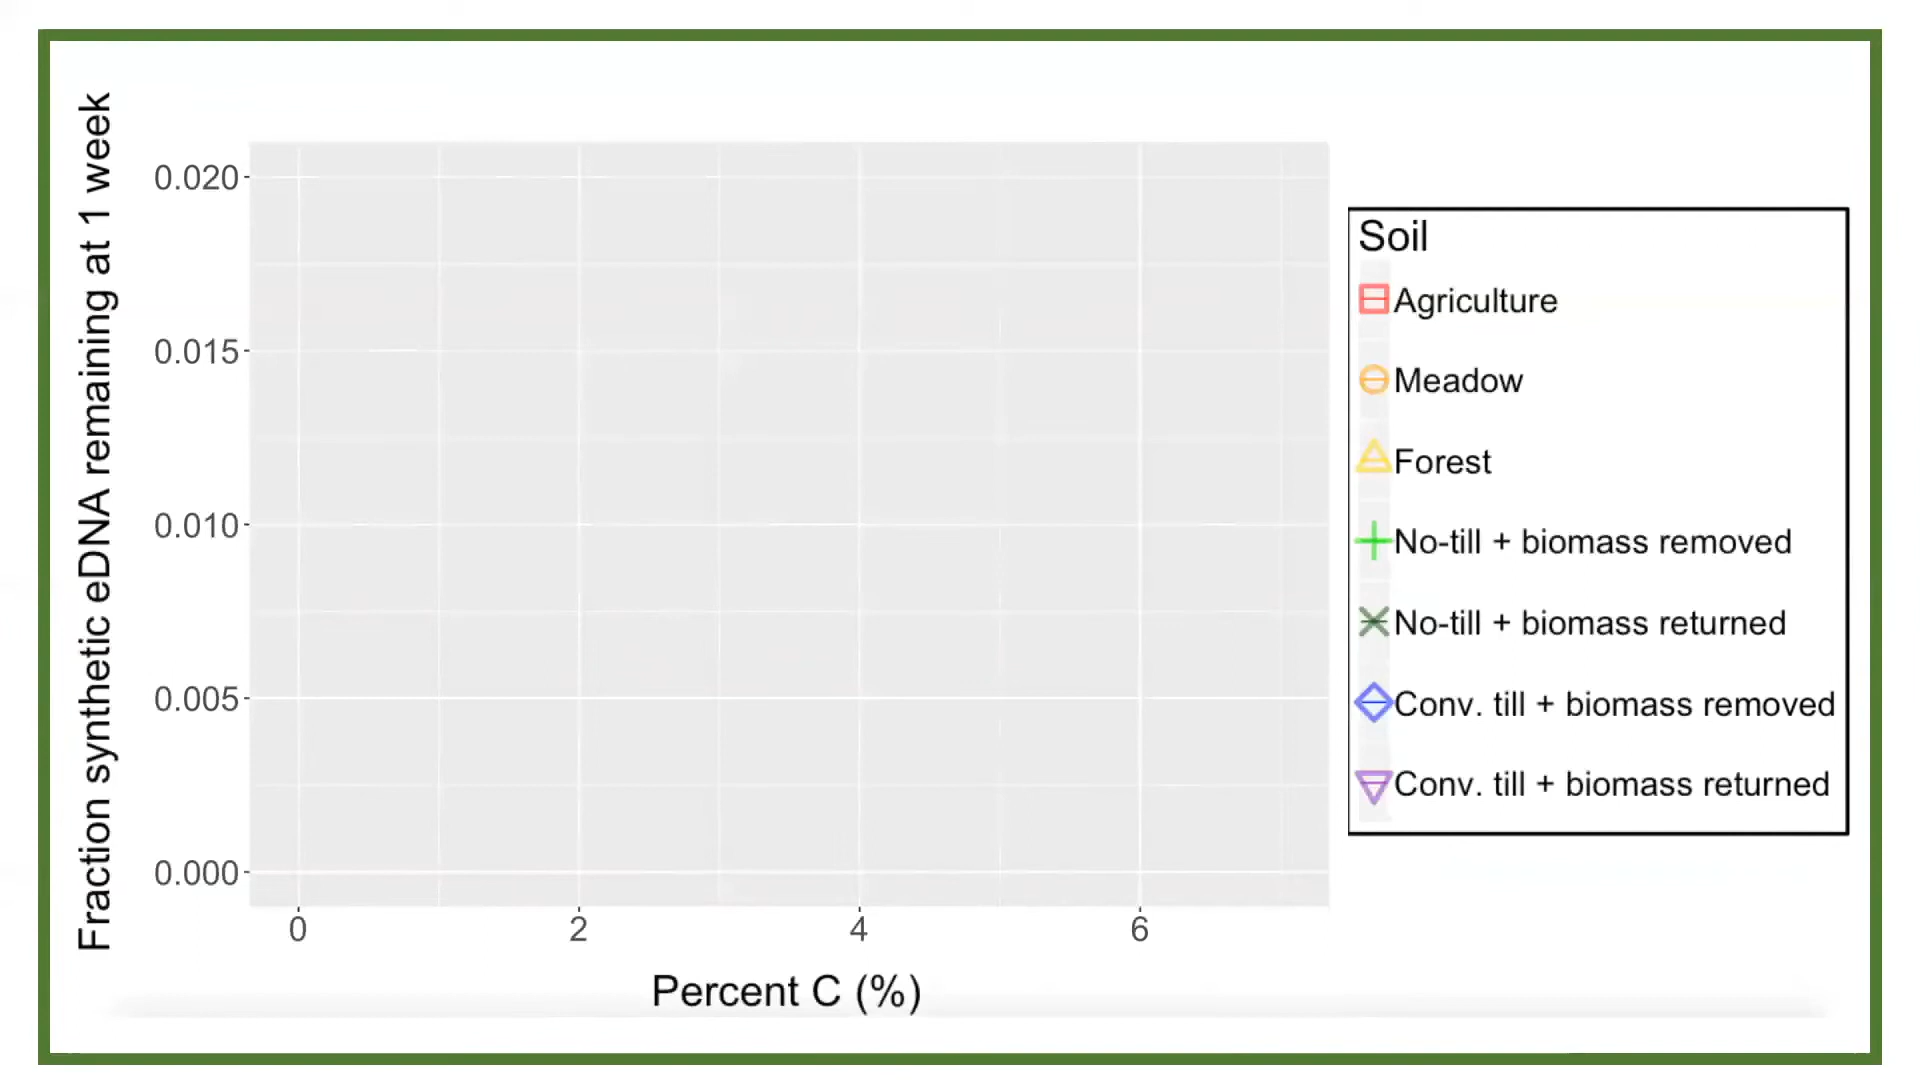 Fraction synthetic eDNA remaining at 1 week
0.020
0.015
0.010
0.005
0.000
0 2 4 6
Percent C (%)
Soil
Agriculture
Meadow
Forest
No-till + biomass removed
No-till + biomass returned
Conv. till + biomass removed
Conv. till + biomass returned